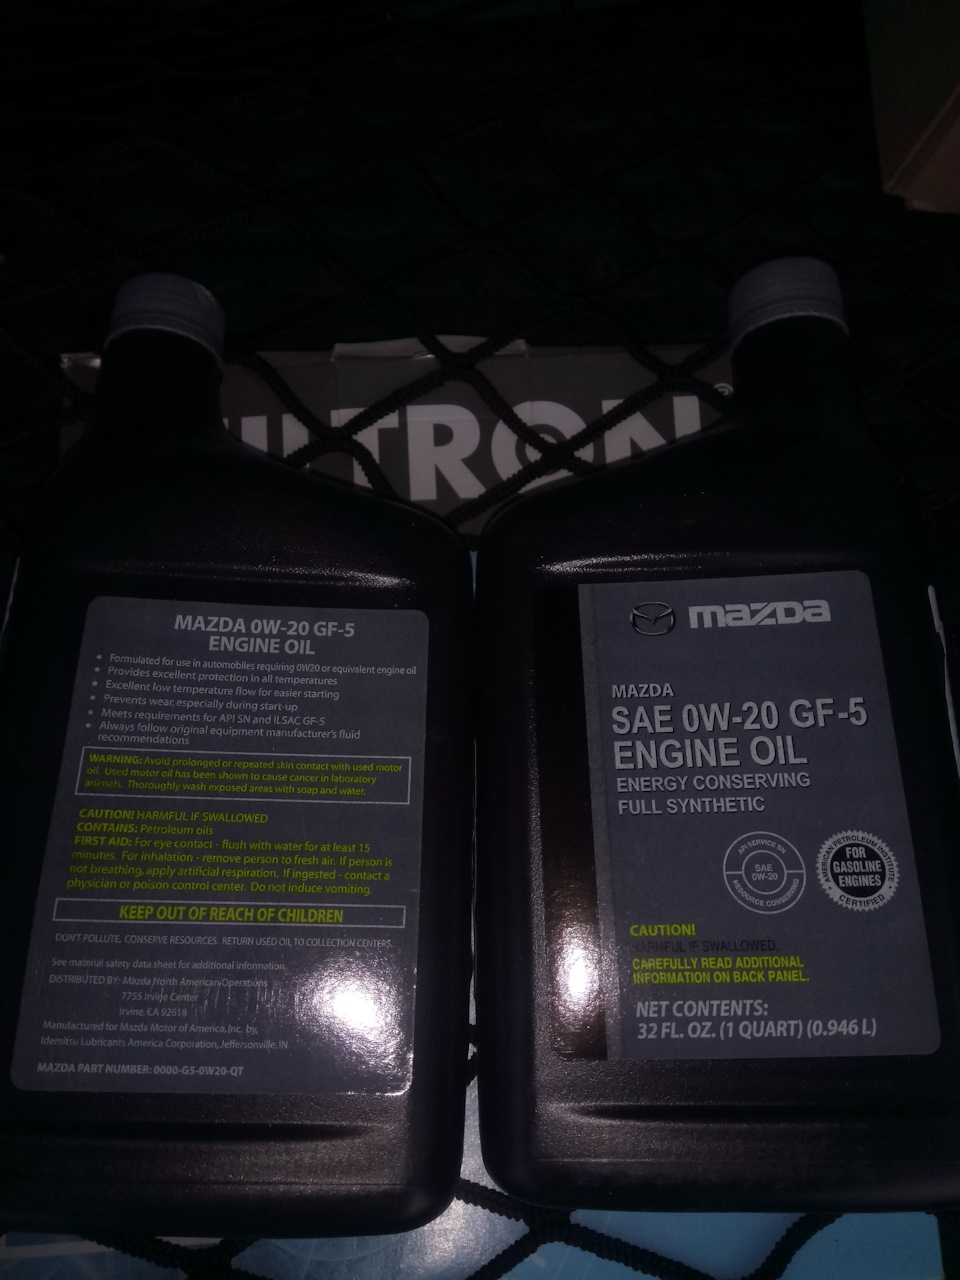 TRON®
MAZDA 0W-20 GF-5
ENGINE OIL
• Formulated for use in automobiles requiring 0W20 or equivalent engine oil
• Provides excellent protection in all temperatures
• Excellent low temperature flow for easier starting
• Prevents wear, especially during start-up
• Meets requirements for API SN and ILSAC GF-5
• Always follow original equipment manufacturer's fluid
recommendations
WARNING: Avoid prolonged or repeated skin contact with used motor
oil. Used motor oil has been shown to cause cancer in laboratory
animals. Thoroughly wash exposed areas with soap and water.
CAUTION! HARMFUL IF SWALLOWED
CONTAINS: Petroleum oils
FIRST AID: For eye contact - flush with water for at least 15
minutes. For inhalation - remove person to fresh air. If person is
not breathing, apply artificial respiration. If ingested - contact a
physician or poison control center. Do not induce vomiting.
KEEP OUT OF REACH OF CHILDREN
DON'T POLLUTE. CONSERVE RESOURCES. RETURN USED OIL TO COLLECTION CENTERS.
See material safety data sheet for additional information.
DISTRIBUTED BY: Mazda North American Operations
7755 Irvine Center
Irvine, CA 92618
Manufactured for Mazda Motor of America, Inc. by,
Idemitsu Lubricants America Corporation, Jeffersonville, IN
MAZDA PART NUMBER: 0000-G5-0W20-QT
mazda
MAZDA
SAE 0W-20 GF-5
ENGINE OIL
ENERGY CONSERVING
FULL SYNTHETIC
API SERVICE SN
SAE
0W-20
RESOURCE CONSERVING
AMERICAN PETROLEUM INSTITUTE
FOR
GASOLINE
ENGINES
CERTIFIED
CAUTION!
HARMFUL IF SWALLOWED.
CAREFULLY READ ADDITIONAL
INFORMATION ON BACK PANEL.
NET CONTENTS:
32 FL. OZ. (1 QUART) (0.946 L)